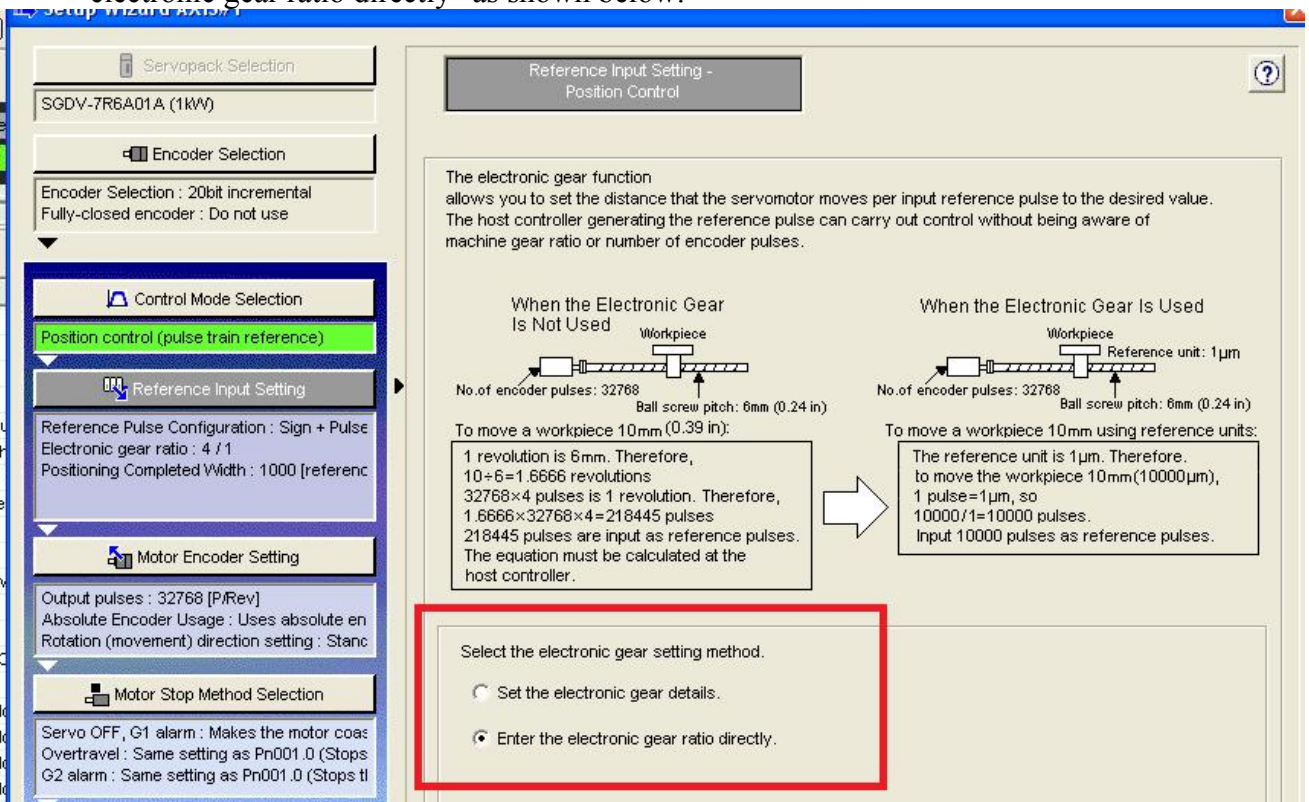 electronic gear ratio directly" as shown below.
Setup Wizard AXIS#1
Servopack Selection
SGDV-7R6A01A (1kW)
Encoder Selection
Encoder Selection : 20bit incremental
Fully-closed encoder : Do not use
Control Mode Selection
Position control (pulse train reference)
Reference Input Setting
Reference Pulse Configuration : Sign + Pulse
Electronic gear ratio : 4 / 1
Positioning Completed Width : 1000 [referenc
Motor Encoder Setting
Output pulses : 32768 [P/Rev]
Absolute Encoder Usage : Uses absolute en
Rotation (movement) direction setting : Stanc
Motor Stop Method Selection
Servo OFF, G1 alarm : Makes the motor coas
Overtravel : Same setting as Pn001.0 (Stops
G2 alarm : Same setting as Pn001.0 (Stops tl
Reference Input Setting -
Position Control
?
The electronic gear function
allows you to set the distance that the servomotor moves per input reference pulse to the desired value.
The host controller generating the reference pulse can carry out control without being aware of
machine gear ratio or number of encoder pulses.
When the Electronic Gear
Is Not Used
Workpiece
No.of encoder pulses: 32768
Ball screw pitch: 6mm (0.24 in)
To move a workpiece 10mm (0.39 in):
1 revolution is 6mm. Therefore,
10÷6=1.6666 revolutions
32768×4 pulses is 1 revolution. Therefore,
1.6666×32768×4=218445 pulses
218445 pulses are input as reference pulses.
The equation must be calculated at the
host controller.
When the Electronic Gear Is Used
Workpiece
Reference unit: 1μm
No.of encoder pulses: 32768
Ball screw pitch: 6mm (0.24 in)
To move a workpiece 10mm using reference units:
The reference unit is 1μm. Therefore.
to move the workpiece 10mm(10000μm),
1 pulse=1μm, so
10000/1=10000 pulses.
Input 10000 pulses as reference pulses.
Select the electronic gear setting method.
Set the electronic gear details.
Enter the electronic gear ratio directly.